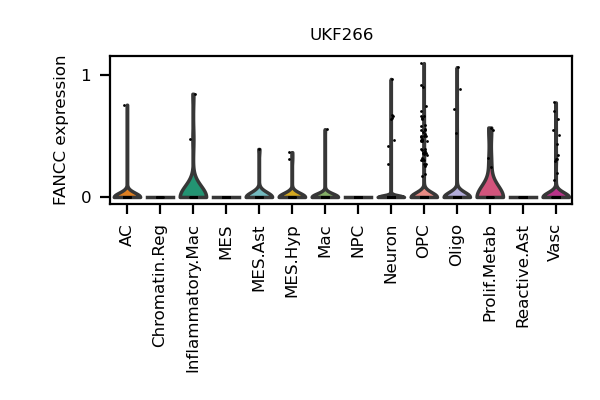 UKF266
FANCC expression
1
0
AC
Chromatin.Reg
Inflammatory.Mac
MES
MES.Ast
MES.Hyp
Mac
NPC
Neuron
OPC
Oligo
Prolif.Metab
Reactive.Ast
Vasc